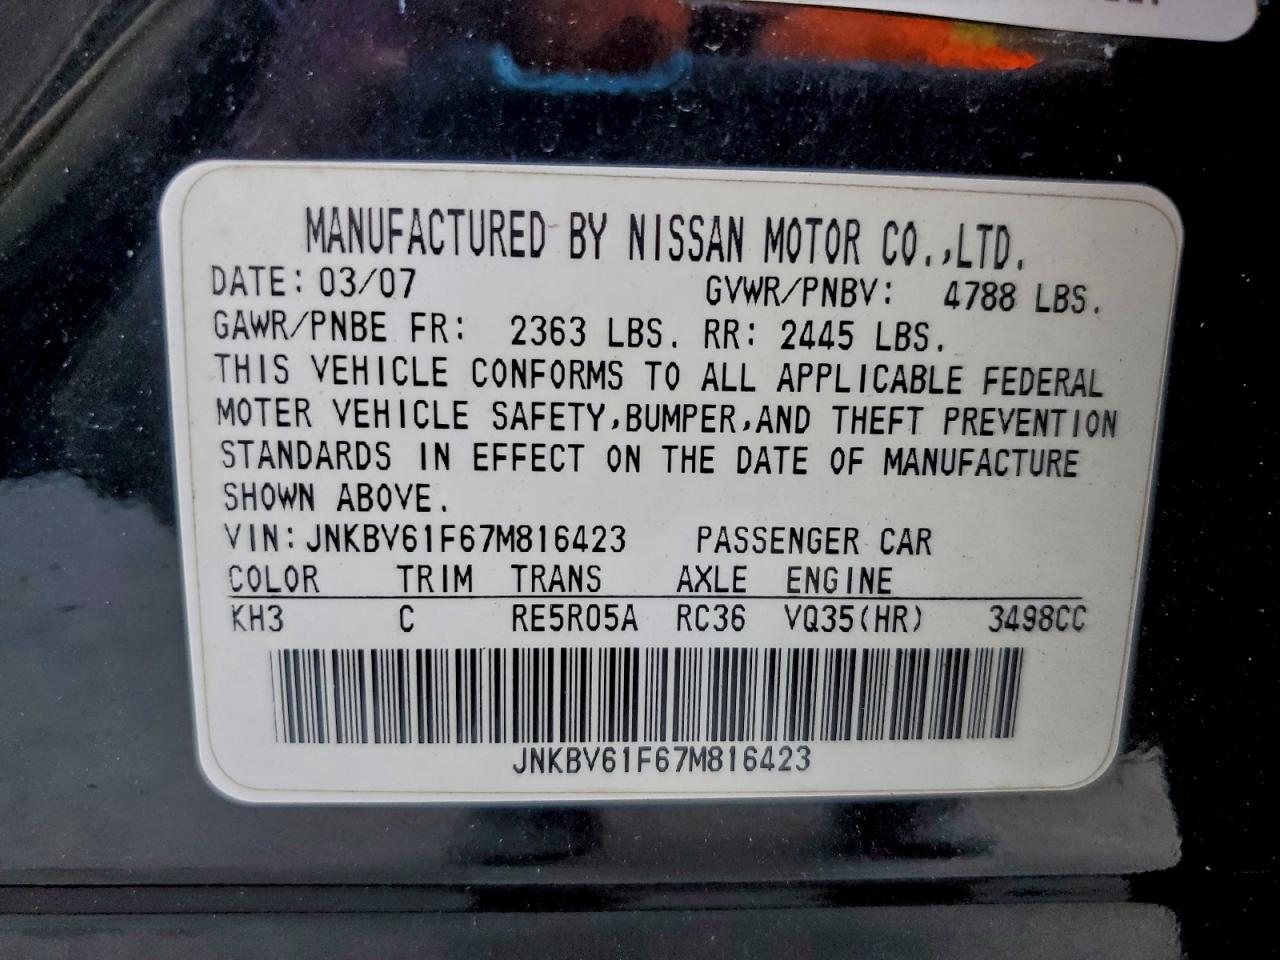 MANUFACTURED BY NISSAN MOTOR CO.,LTD.
DATE: 03/07 GVWR/PNBV: 4788 LBS.
GAWR/PNBE FR: 2363 LBS. RR: 2445 LBS.
THIS VEHICLE CONFORMS TO ALL APPLICABLE FEDERAL
MOTER VEHICLE SAFETY,BUMPER,AND THEFT PREVENTION
STANDARDS IN EFFECT ON THE DATE OF MANUFACTURE
SHOWN ABOVE.
VIN: JNKBV61F67M816423 PASSENGER CAR
COLOR TRIM TRANS AXLE ENGINE
KH3 C RE5R05A RC36 VQ35(HR) 3498CC
JNKBV61F67M816423